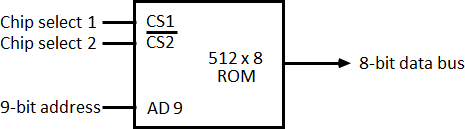 Chip select 1
Chip select 2
9-bit address
CS1
C̅S̅2̅
AD 9
512 x 8
ROM
8-bit data bus